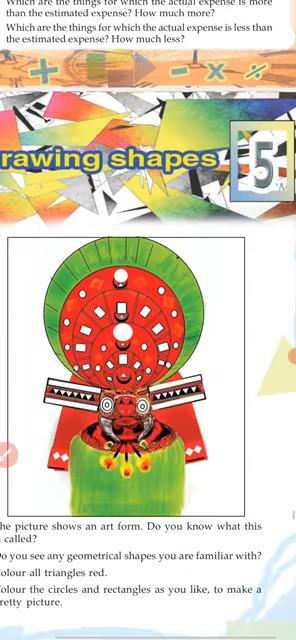 Which are the things for which the actual expense is more
than the estimated expense? How much more?
Which are the things for which the actual expense is less than
the estimated expense? How much less?
+ - x ÷
rawing shapes 5
he picture shows an art form. Do you know what this
called?
o you see any geometrical shapes you are familiar with?
olour all triangles red.
olour the circles and rectangles as you like, to make a
retty picture.